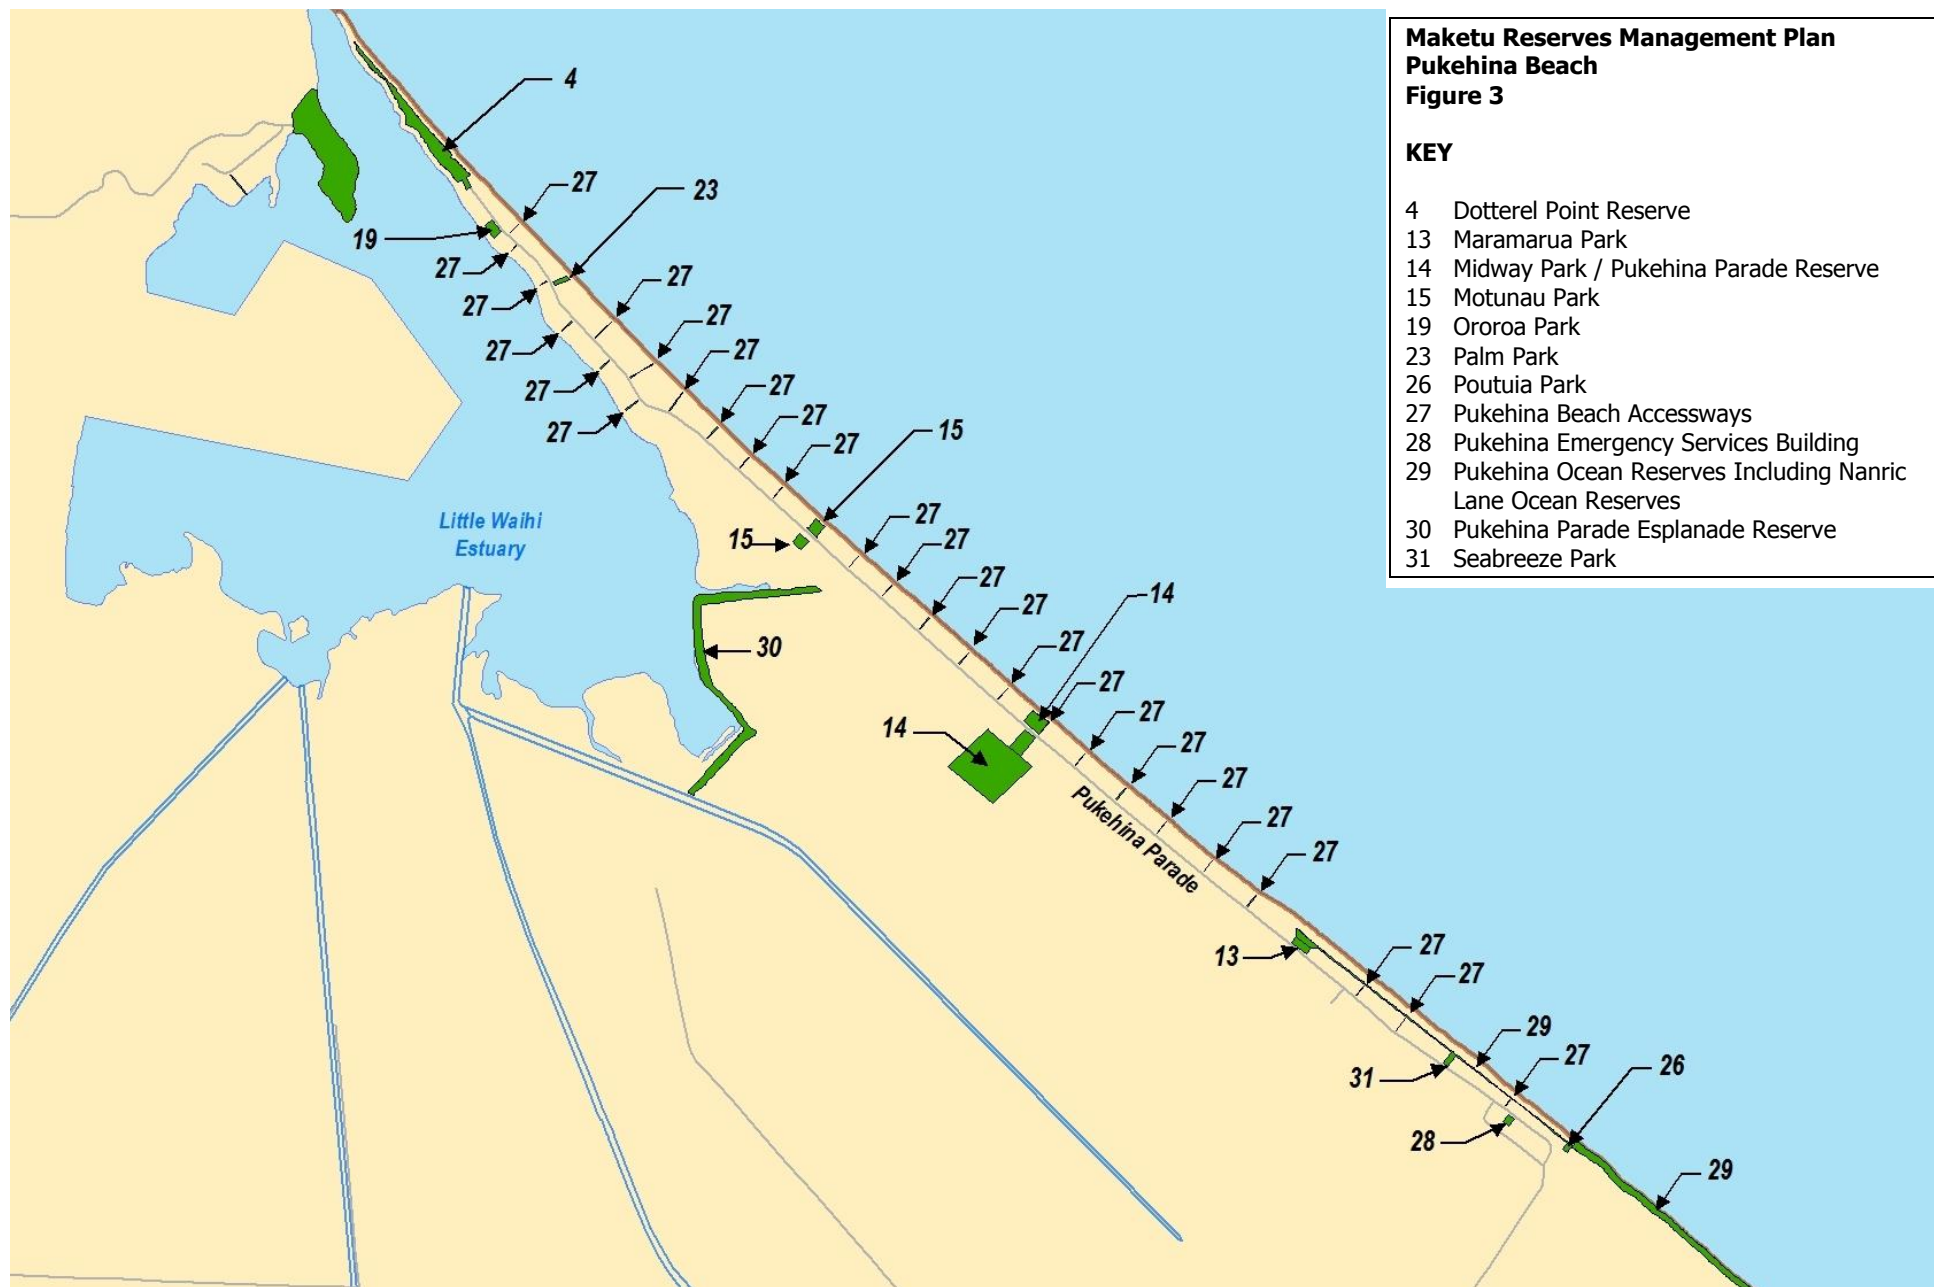 Maketu Reserves Management Plan
Pukehina Beach
Figure 3
KEY
4 Dotterel Point Reserve
13 Maramarua Park
14 Midway Park / Pukehina Parade Reserve
15 Motunau Park
19 Ororoa Park
23 Palm Park
26 Poutuia Park
27 Pukehina Beach Accessways
28 Pukehina Emergency Services Building
29 Pukehina Ocean Reserves Including Nanric
Lane Ocean Reserves
30 Pukehina Parade Esplanade Reserve
31 Seabreeze Park
4
27
23
19
27
27
27
27
27
27
27
27
27
27
27
27
15
Little Waihi
Estuary
15
27
27
27
27
14
30
27
27
14
27
27
27
27
27
Pukehina Parade
13
27
27
29
27
31
26
28
29